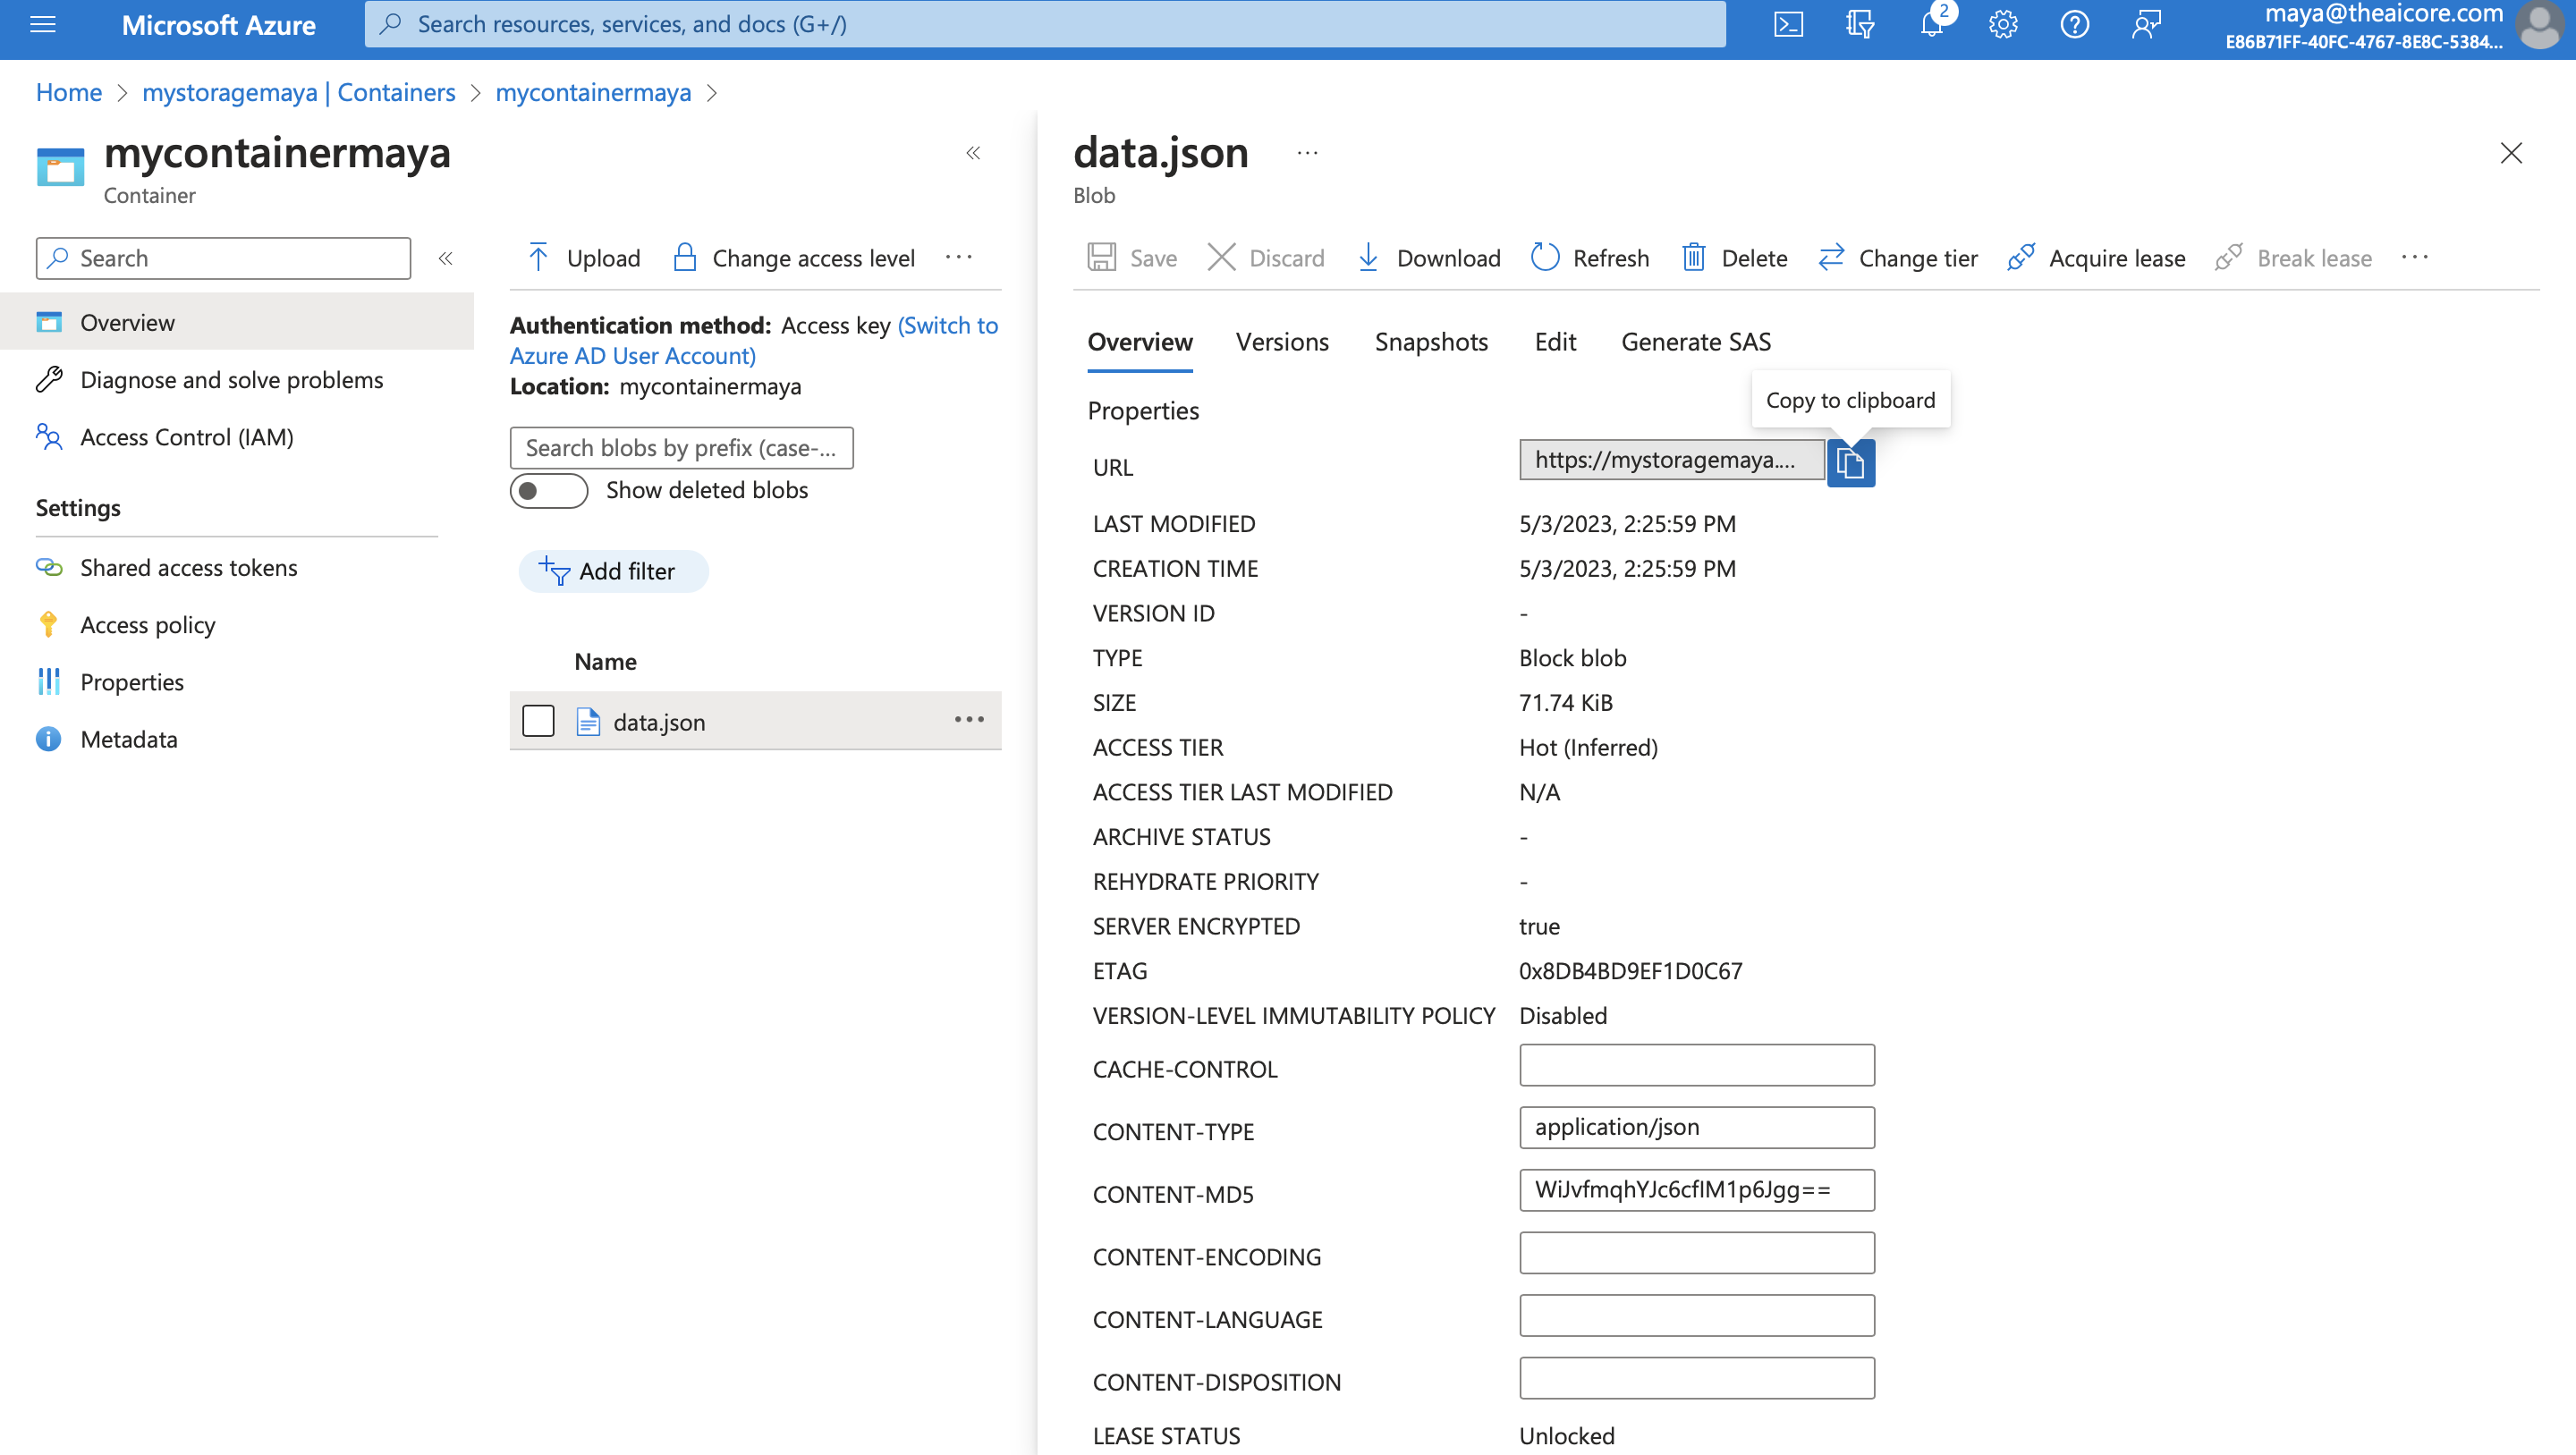 Microsoft Azure
Search resources, services, and docs (G+/)
2
maya@theaicore.com
E86B71FF-40FC-4767-8E8C-5384...
Home > mystoragemaya | Containers > mycontainermaya >
mycontainermaya
Container
Search
Overview
Diagnose and solve problems
Access Control (IAM)
Settings
Shared access tokens
Access policy
Properties
Metadata
Upload Change access level ...
Authentication method: Access key (Switch to
Azure AD User Account)
Location: mycontainermaya
Search blobs by prefix (case-...
Show deleted blobs
Add filter
Name
data.json
data.json ...
Blob
Save Discard Download Refresh Delete Change tier Acquire lease Break lease ...
Overview Versions Snapshots Edit Generate SAS
Copy to clipboard
Properties
URL https://mystoragemaya....
LAST MODIFIED 5/3/2023, 2:25:59 PM
CREATION TIME 5/3/2023, 2:25:59 PM
VERSION ID -
TYPE Block blob
SIZE 71.74 KiB
ACCESS TIER Hot (Inferred)
ACCESS TIER LAST MODIFIED N/A
ARCHIVE STATUS -
REHYDRATE PRIORITY -
SERVER ENCRYPTED true
ETAG 0x8DB4BD9EF1D0C67
VERSION-LEVEL IMMUTABILITY POLICY Disabled
CACHE-CONTROL
CONTENT-TYPE application/json
CONTENT-MD5 WiJvfmqhYJc6cfIM1p6Jgg==
CONTENT-ENCODING
CONTENT-LANGUAGE
CONTENT-DISPOSITION
LEASE STATUS Unlocked